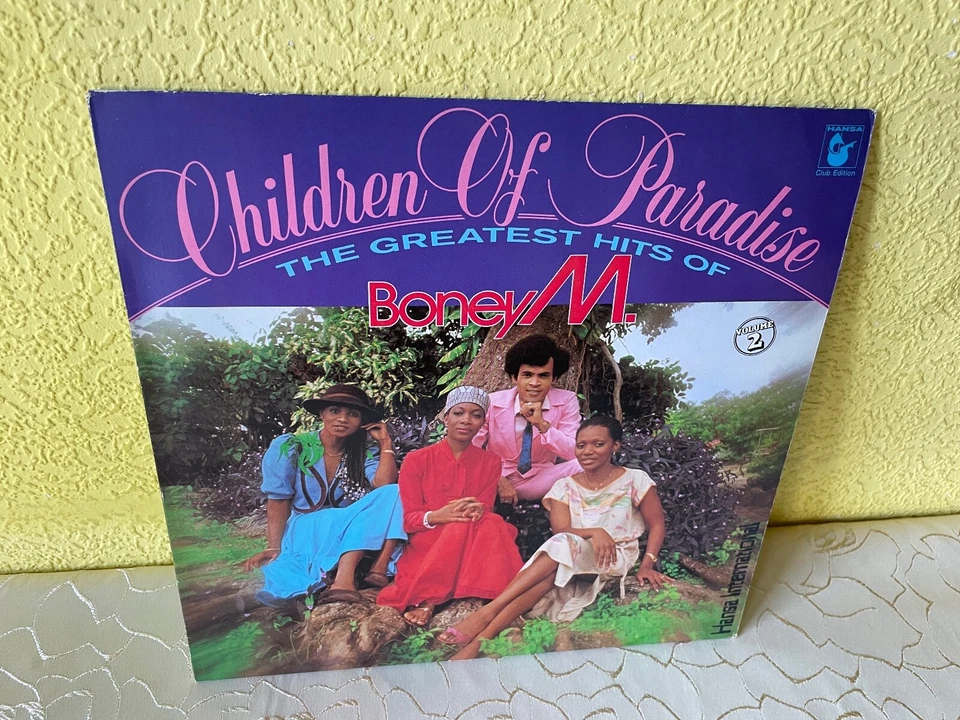 Children Of Paradise
THE GREATEST HITS OF
Boney M.
HANSA
Club Edition
VOLUME
2
Hansa International